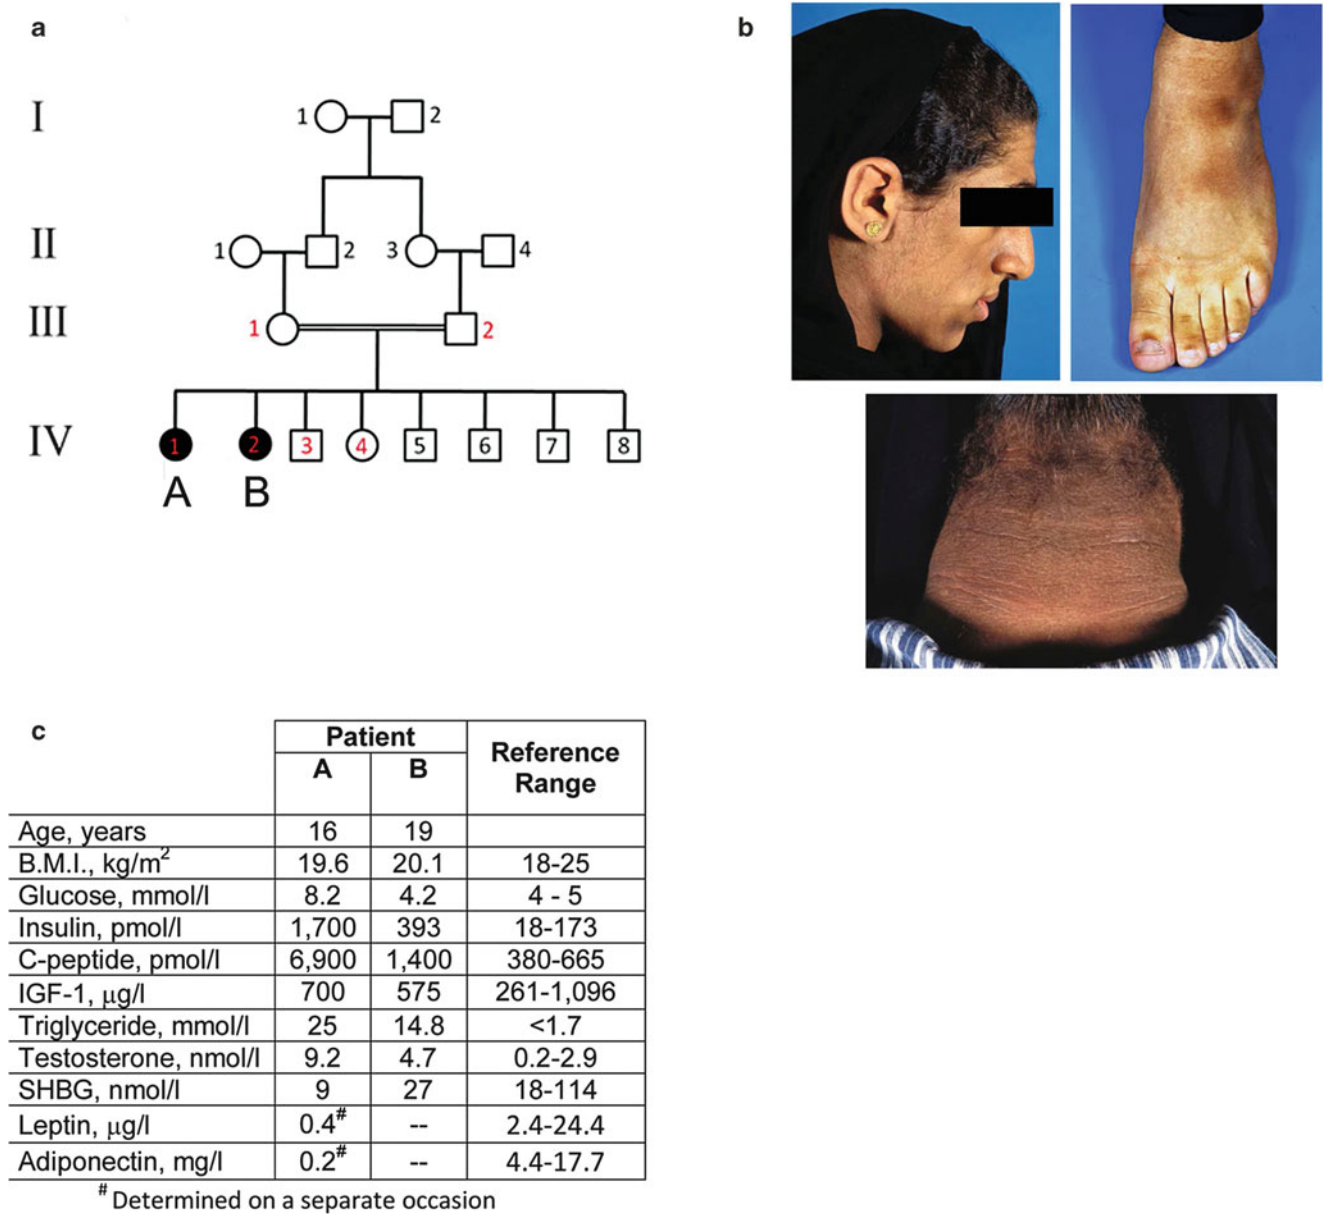 a
I
1 2
II
1 2 3 4
III
1 2
IV
1 2 3 4 5 6 7 8
A B
b
c
Patient Reference Range
A B
Age, years 16 19
B.M.I., kg/m² 19.6 20.1 18-25
Glucose, mmol/l 8.2 4.2 4 - 5
Insulin, pmol/l 1,700 393 18-173
C-peptide, pmol/l 6,900 1,400 380-665
IGF-1, μg/l 700 575 261-1,096
Triglyceride, mmol/l 25 14.8 <1.7
Testosterone, nmol/l 9.2 4.7 0.2-2.9
SHBG, nmol/l 9 27 18-114
Leptin, μg/l 0.4# -- 2.4-24.4
Adiponectin, mg/l 0.2# -- 4.4-17.7
# Determined on a separate occasion